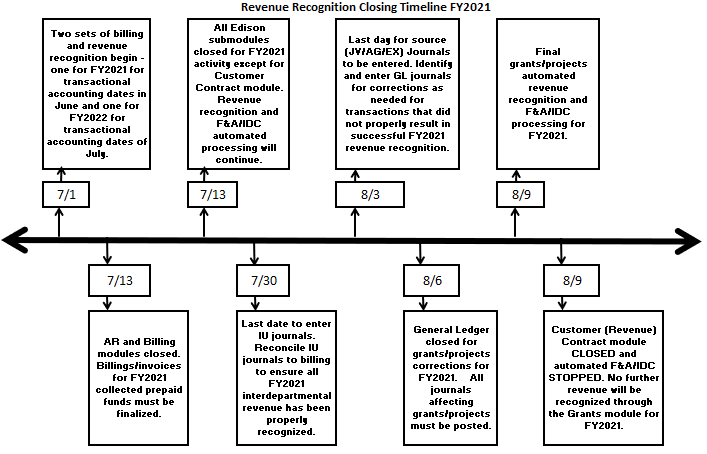 Revenue Recognition Closing Timeline FY2021
Two sets of billing
and revenue
recognition begin -
one for FY2021 for
transactional
accounting dates in
June and one for
FY2022 for
transactional
accounting dates of
July.
All Edison
submodules
closed for FY2021
activity except for
Customer
Contract module.
Revenue
recognition and
F&A/IDC
automated
processing will
continue.
Last day for source
(JV/AG/EX) Journals
to be entered. Identify
and enter GL journals
for corrections as
needed for
transactions that did
not properly result in
successful FY2021
revenue recognition.
Final
grants/projects
automated
revenue
recognition and
F&A/IDC
processing for
FY2021.
7/1
7/13
8/3
8/9
7/13
7/30
8/6
8/9
AR and Billing
modules closed.
Billings/invoices
for FY2021
collected prepaid
funds must be
finalized.
Last date to enter
IU journals.
Reconcile IU
journals to billing
to ensure all
FY2021
interdepartmental
revenue has been
properly
recognized.
General Ledger
closed for
grants/projects
corrections for
FY2021. All
journals
affecting
grants/projects
must be posted.
Customer (Revenue)
Contract module
CLOSED and
automated F&A/IDC
STOPPED. No further
revenue will be
recognized through
the Grants module for
FY2021.